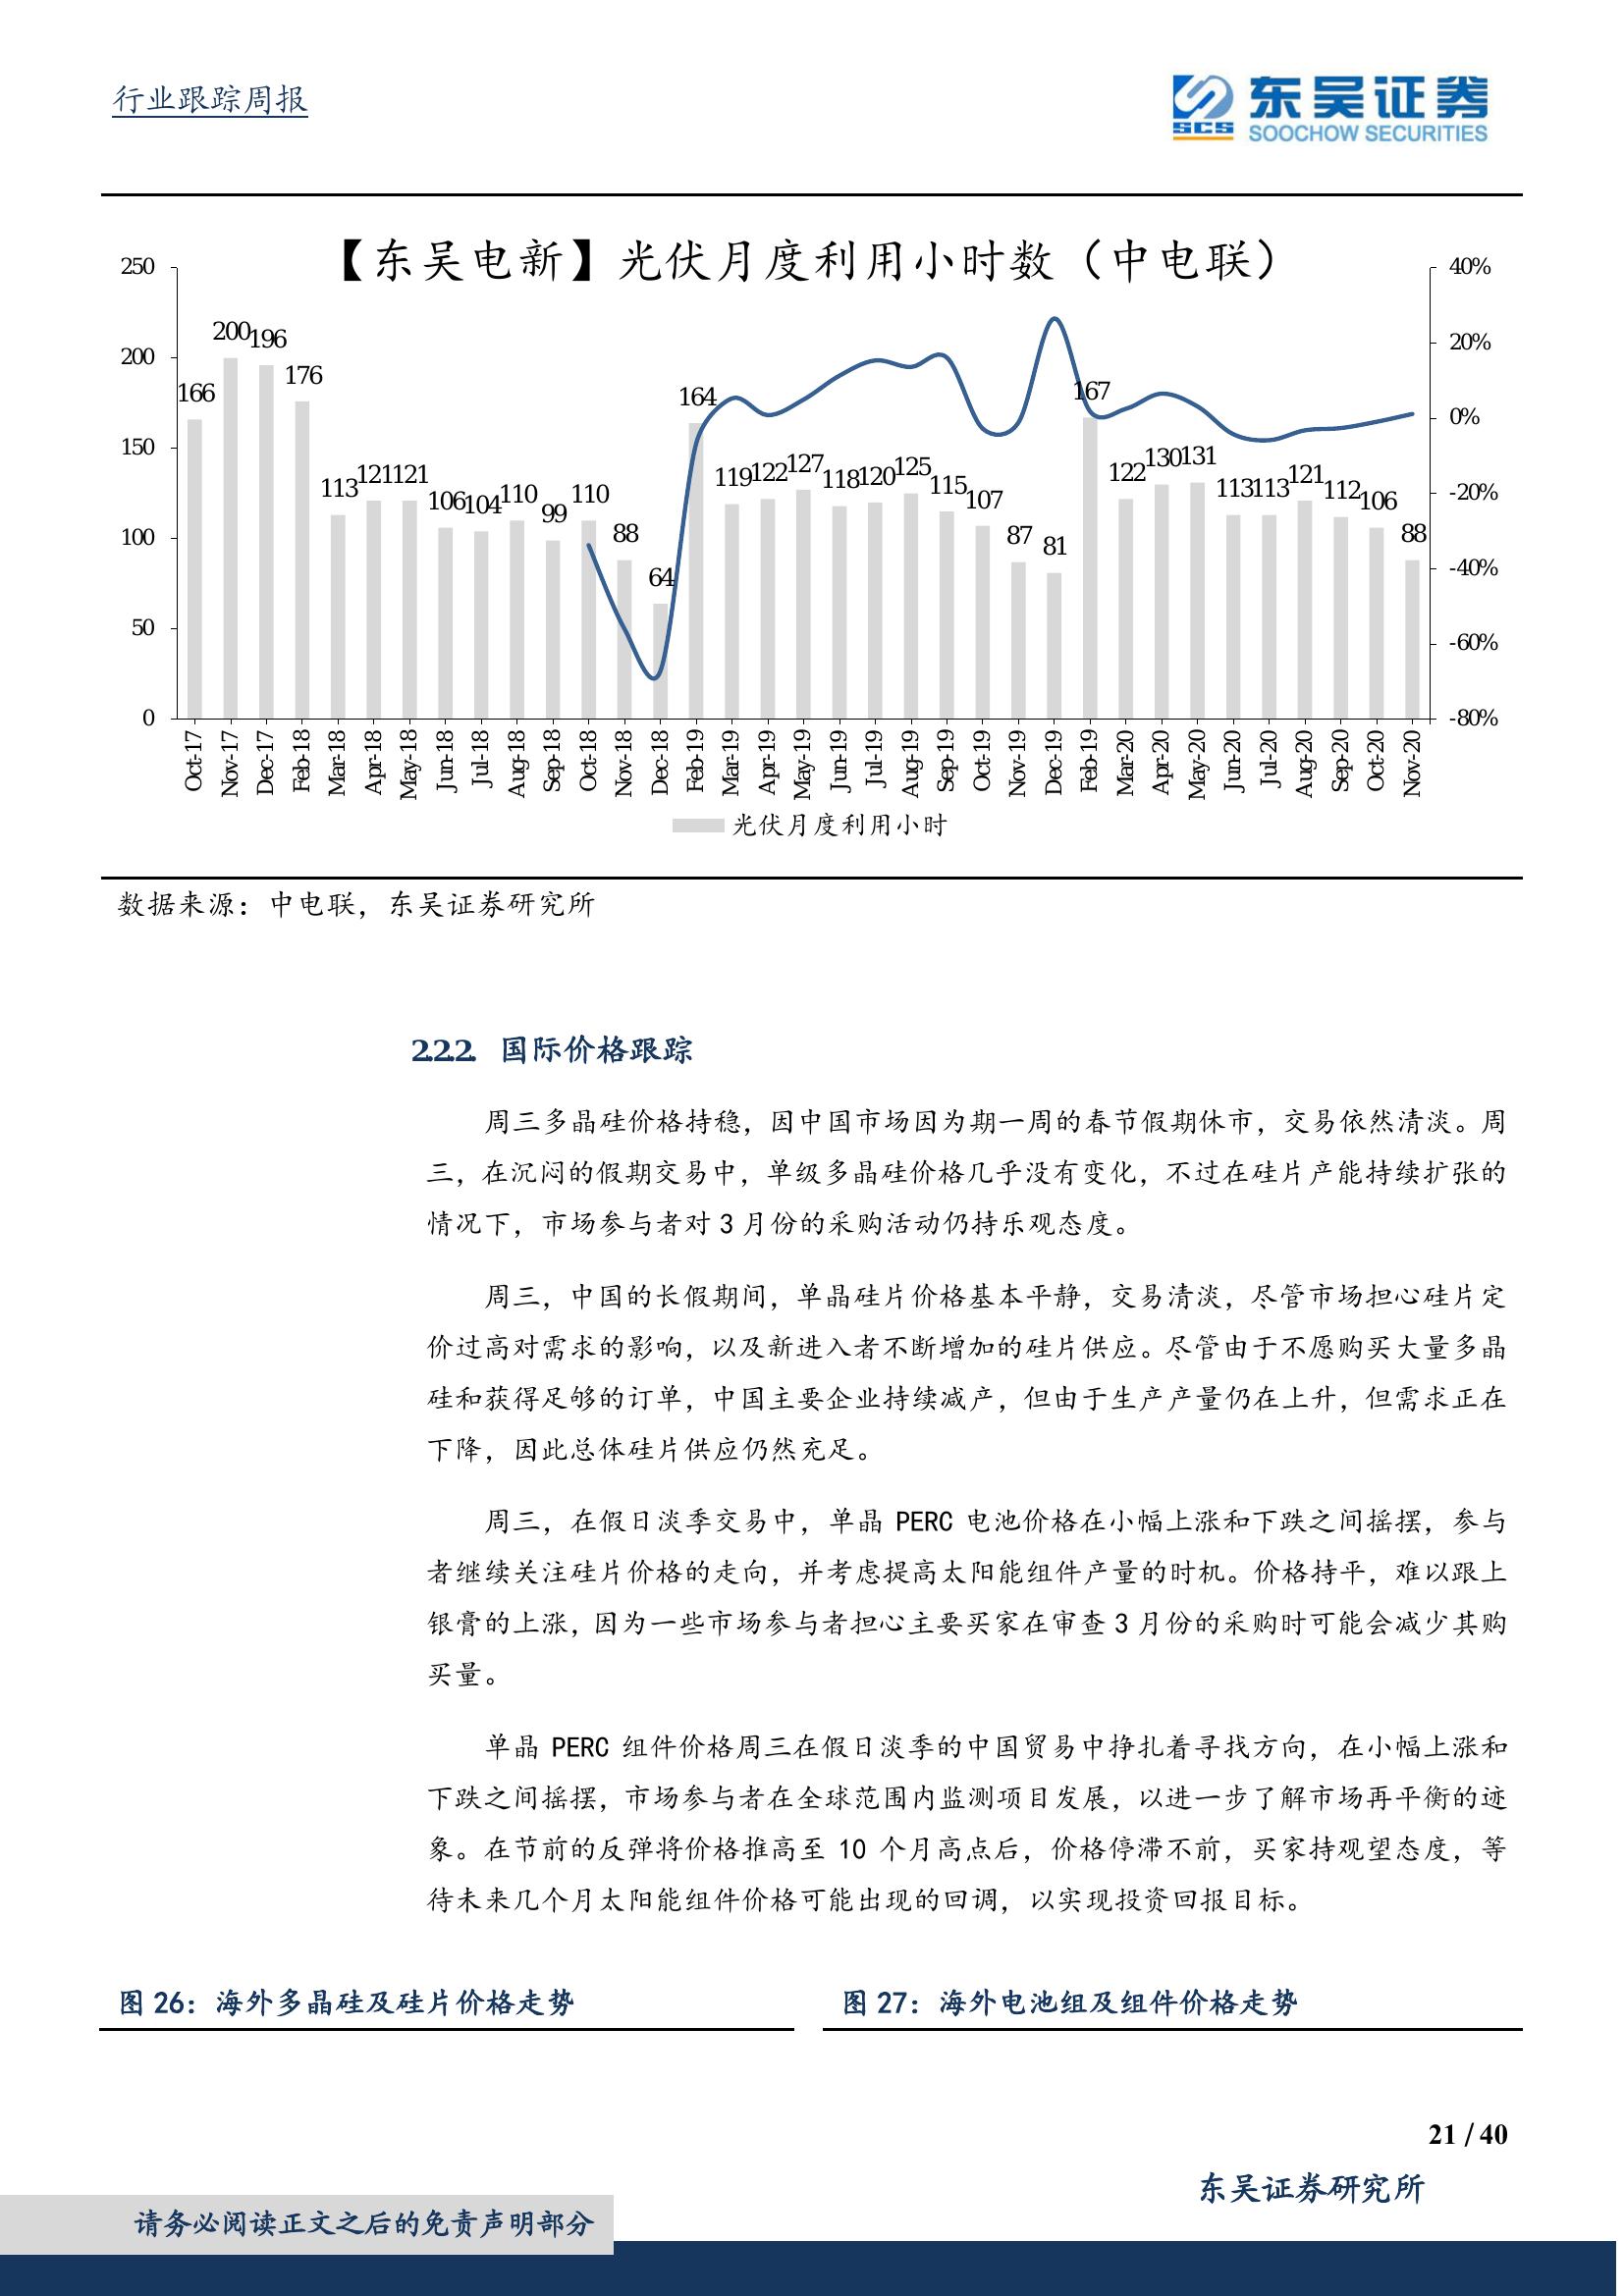 行业跟踪周报
东吴证券
SCS
SOOCHOW SECURITIES
【东吴电新】光伏月度利用小时数（中电联）
250
200
150
100
50
0
40%
20%
0%
-20%
-40%
-60%
-80%
166 200 196 176 113 121 121 106 104 110 99 110 88 64 164 119 122 127 118 120 125 115 107 87 81 167 122 130 131 113 113 121 112 106 88
Oct-17 Nov-17 Dec-17 Feb-18 Mar-18 Apr-18 May-18 Jun-18 Jul-18 Aug-18 Sep-18 Oct-18 Nov-18 Dec-18 Feb-19 Mar-19 Apr-19 May-19 Jun-19 Jul-19 Aug-19 Sep-19 Oct-19 Nov-19 Dec-19 Feb-19 Mar-20 Apr-20 May-20 Jun-20 Jul-20 Aug-20 Sep-20 Oct-20 Nov-20
光伏月度利用小时
数据来源：中电联，东吴证券研究所
2.2.2. 国际价格跟踪
周三多晶硅价格持稳，因中国市场因为期一周的春节假期休市，交易依然清淡。周
三，在沉闷的假期交易中，单级多晶硅价格几乎没有变化，不过在硅片产能持续扩张的
情况下，市场参与者对 3 月份的采购活动仍持乐观态度。
周三，中国的长假期间，单晶硅片价格基本平静，交易清淡，尽管市场担心硅片定
价过高对需求的影响，以及新进入者不断增加的硅片供应。尽管由于不愿购买大量多晶
硅和获得足够的订单，中国主要企业持续减产，但由于生产产量仍在上升，但需求正在
下降，因此总体硅片供应仍然充足。
周三，在假日淡季交易中，单晶 PERC 电池价格在小幅上涨和下跌之间摇摆，参与
者继续关注硅片价格的走向，并考虑提高太阳能组件产量的时机。价格持平，难以跟上
银膏的上涨，因为一些市场参与者担心主要买家在审查 3 月份的采购时可能会减少其购
买量。
单晶 PERC 组件价格周三在假日淡季的中国贸易中挣扎着寻找方向，在小幅上涨和
下跌之间摇摆，市场参与者在全球范围内监测项目发展，以进一步了解市场再平衡的迹
象。在节前的反弹将价格推高至 10 个月高点后，价格停滞不前，买家持观望态度，等
待未来几个月太阳能组件价格可能出现的回调，以实现投资回报目标。
图 26：海外多晶硅及硅片价格走势
图 27：海外电池组及组件价格走势
21 / 40
东吴证券研究所
请务必阅读正文之后的免责声明部分